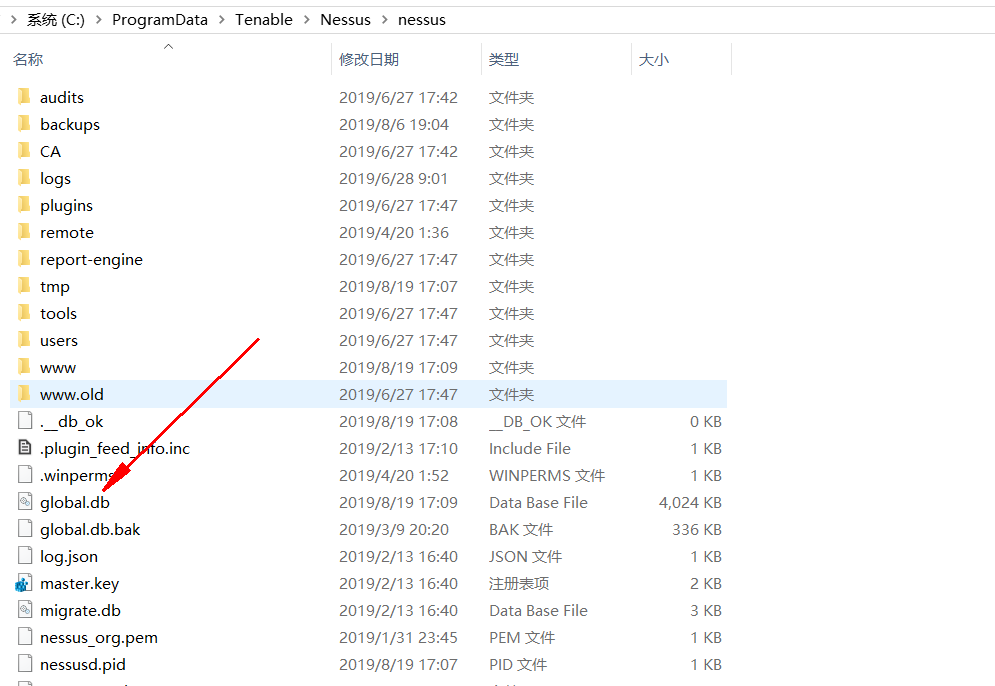 系统 (C:) > ProgramData > Tenable > Nessus > nessus
名称 修改日期 类型 大小
audits 2019/6/27 17:42 文件夹
backups 2019/8/6 19:04 文件夹
CA 2019/6/27 17:42 文件夹
logs 2019/6/28 9:01 文件夹
plugins 2019/6/27 17:47 文件夹
remote 2019/4/20 1:36 文件夹
report-engine 2019/6/27 17:47 文件夹
tmp 2019/8/19 17:07 文件夹
tools 2019/6/27 17:47 文件夹
users 2019/6/27 17:47 文件夹
www 2019/8/19 17:09 文件夹
www.old 2019/6/27 17:47 文件夹
.__db_ok 2019/8/19 17:08 __DB_OK 文件 0 KB
.plugin_feed_info.inc 2019/2/13 17:10 Include File 1 KB
.winperms 2019/4/20 1:52 WINPERMS 文件 1 KB
global.db 2019/8/19 17:09 Data Base File 4,024 KB
global.db.bak 2019/3/9 20:20 BAK 文件 336 KB
log.json 2019/2/13 16:40 JSON 文件 1 KB
master.key 2019/2/13 16:40 注册表项 2 KB
migrate.db 2019/2/13 16:40 Data Base File 3 KB
nessus_org.pem 2019/1/31 23:45 PEM 文件 1 KB
nessusd.pid 2019/8/19 17:07 PID 文件 1 KB